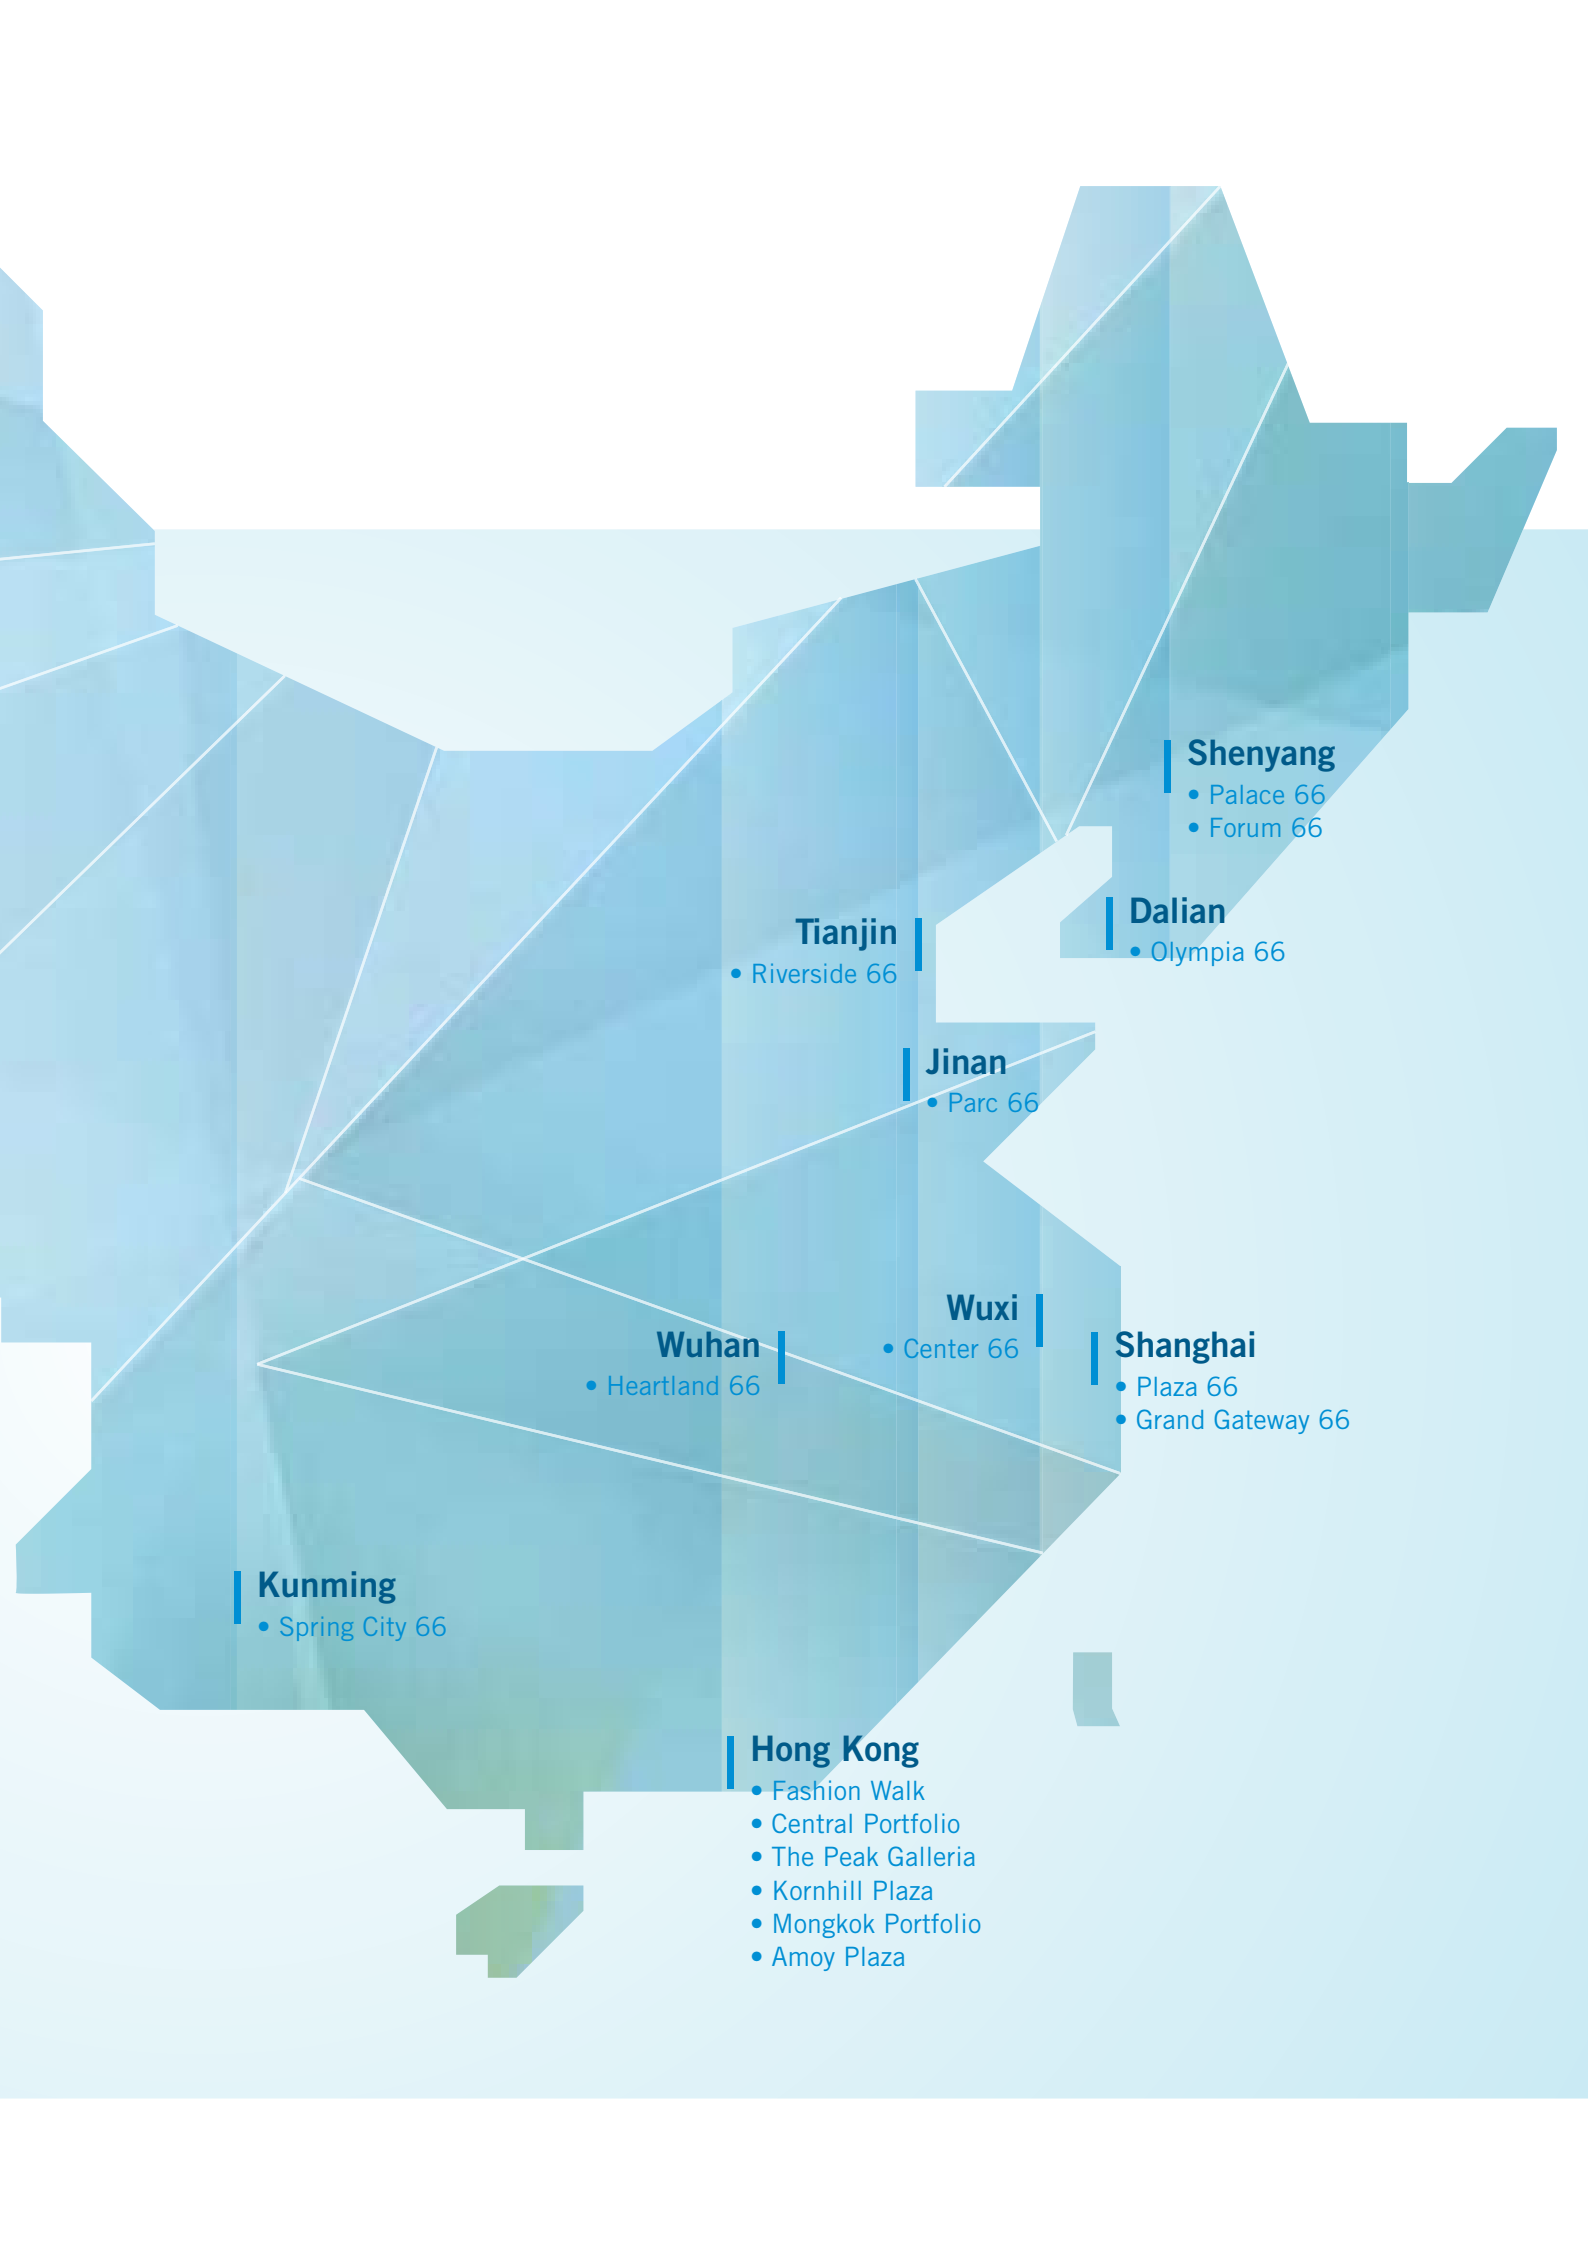 Shenyang
• Palace 66
• Forum 66
Dalian
• Olympia 66
Tianjin
• Riverside 66
Jinan
• Parc 66
Wuxi
• Center 66
Wuhan
• Heartland 66
Shanghai
• Plaza 66
• Grand Gateway 66
Kunming
• Spring City 66
Hong Kong
• Fashion Walk
• Central Portfolio
• The Peak Galleria
• Kornhill Plaza
• Mongkok Portfolio
• Amoy Plaza